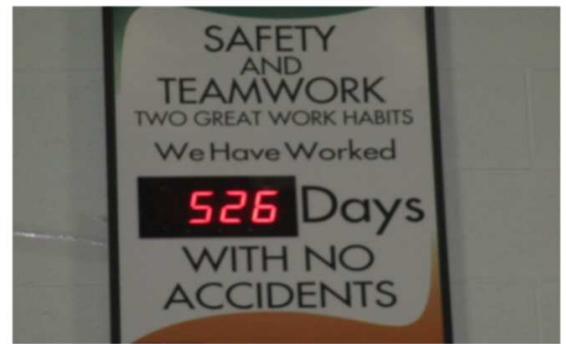 SAFETY
AND
TEAMWORK
TWO GREAT WORK HABITS
We Have Worked
526 Days
WITH NO
ACCIDENTS